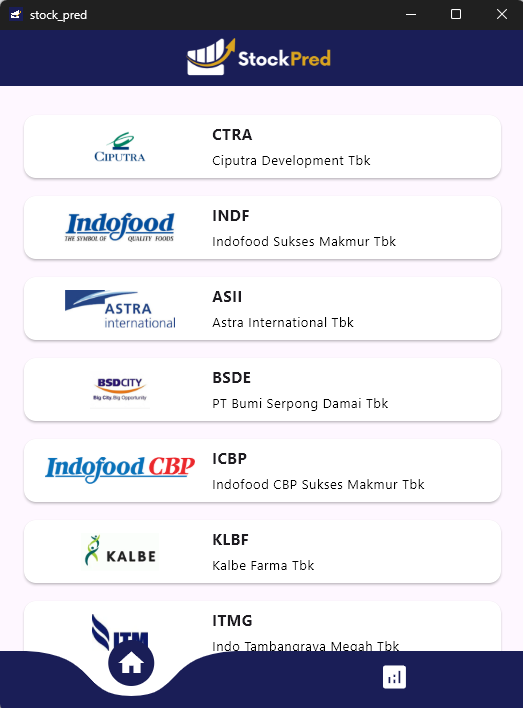 stock_pred
StockPred
CTRA
CIPUTRA
Ciputra Development Tbk
INDF
Indofood
THE SYMBOL OF QUALITY FOODS
Indofood Sukses Makmur Tbk
ASII
ASTRA
international
Astra International Tbk
BSDE
BSDCITY
Big City.Big Opportunity
PT Bumi Serpong Damai Tbk
ICBP
Indofood CBP
Indofood CBP Sukses Makmur Tbk
KLBF
KALBE
Kalbe Farma Tbk
ITMG
ITM
Indo Tambangraya Megah Tbk